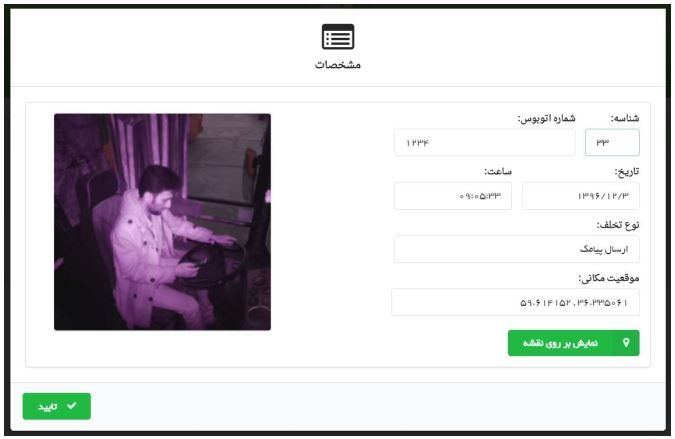 مشخصات
شناسه: شماره اتوبوس:
۳۳ ۱۲۳۴
تاریخ: ساعت:
۱۳۹۶/۱۲/۳ ۰۹:۰۵:۳۳
نوع تخلف:
ارسال پیامک
موقعیت مکانی:
۵۹.۶۱۴۱۵۲ , ۳۶.۳۳۵۰۶۱
نمایش بر روی نقشه
تایید